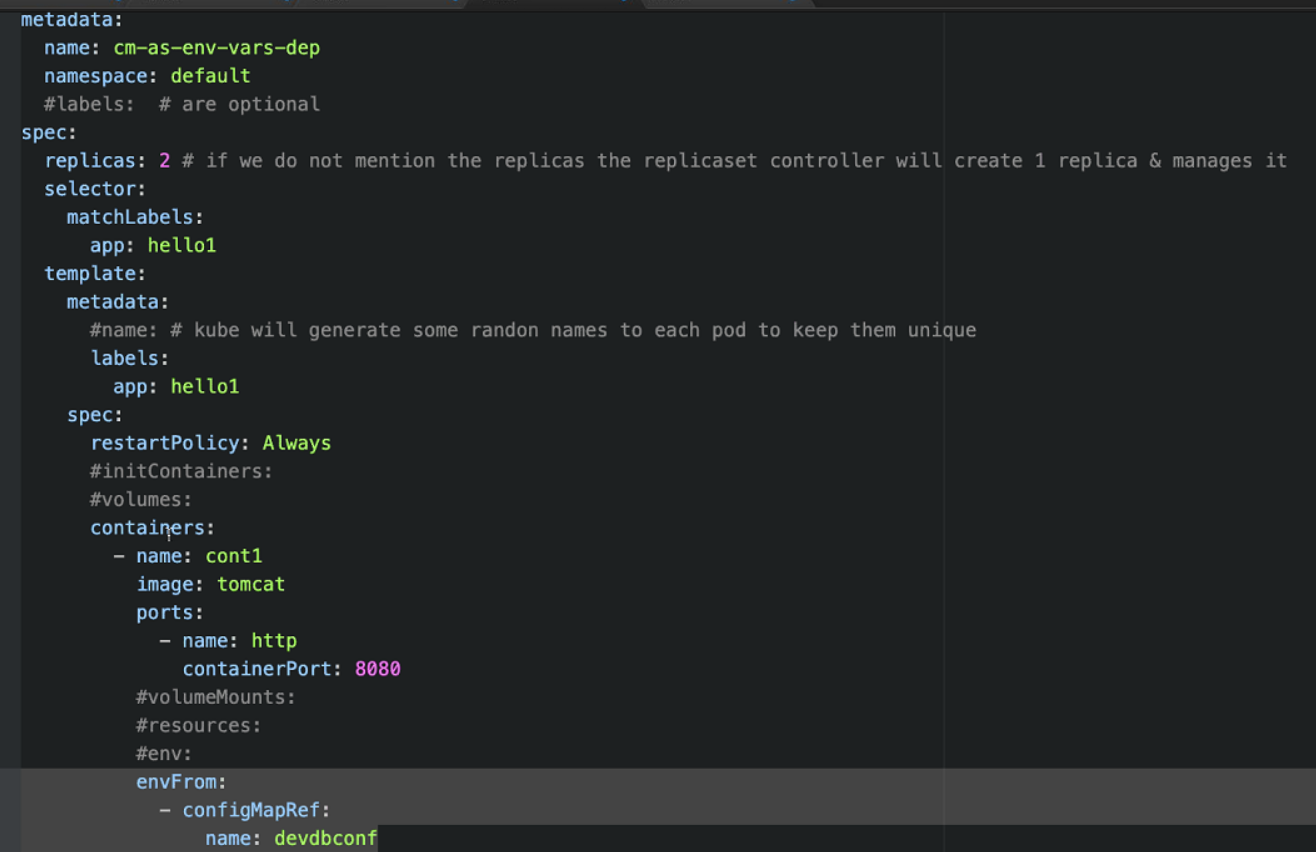 metadata:
  name: cm-as-env-vars-dep
  namespace: default
  #labels:  # are optional
spec:
  replicas: 2 # if we do not mention the replicas the replicaset controller will create 1 replica & manages it
  selector:
    matchLabels:
      app: hello1
  template:
    metadata:
      #name: # kube will generate some randon names to each pod to keep them unique
      labels:
        app: hello1
    spec:
      restartPolicy: Always
      #initContainers:
      #volumes:
      containers:
        - name: cont1
          image: tomcat
          ports:
            - name: http
              containerPort: 8080
          #volumeMounts:
          #resources:
          #env:
          envFrom:
            - configMapRef:
                name: devdbconf